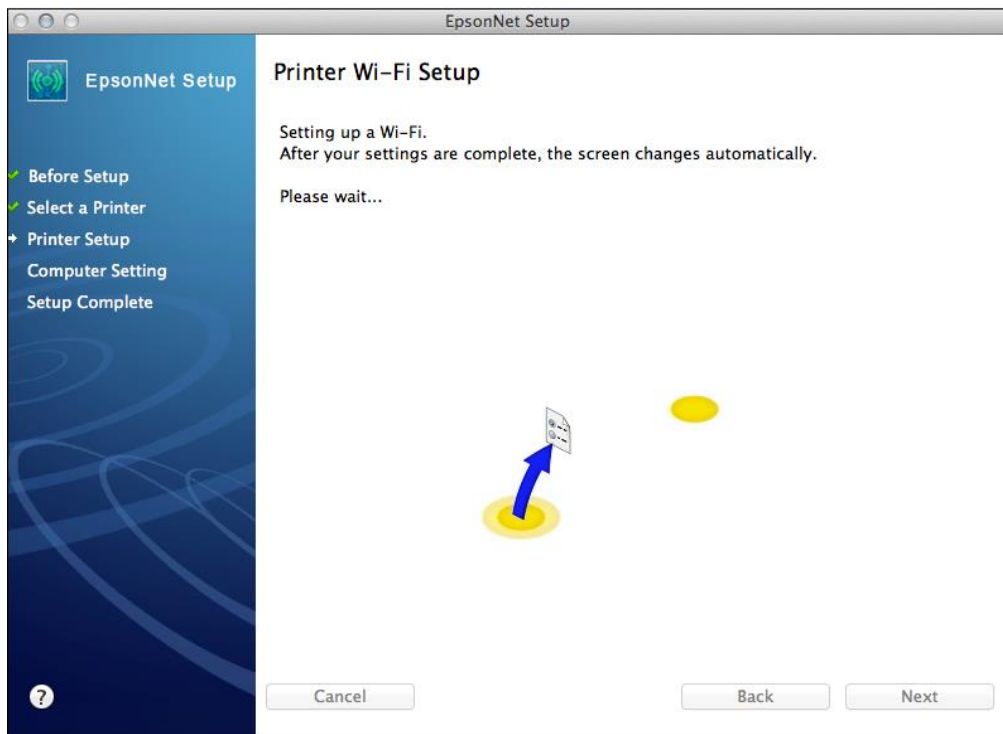 EpsonNet Setup
EpsonNet Setup
Before Setup
Select a Printer
Printer Setup
Computer Setting
Setup Complete
?
Printer Wi-Fi Setup
Setting up a Wi-Fi.
After your settings are complete, the screen changes automatically.
Please wait...
Cancel
Back
Next